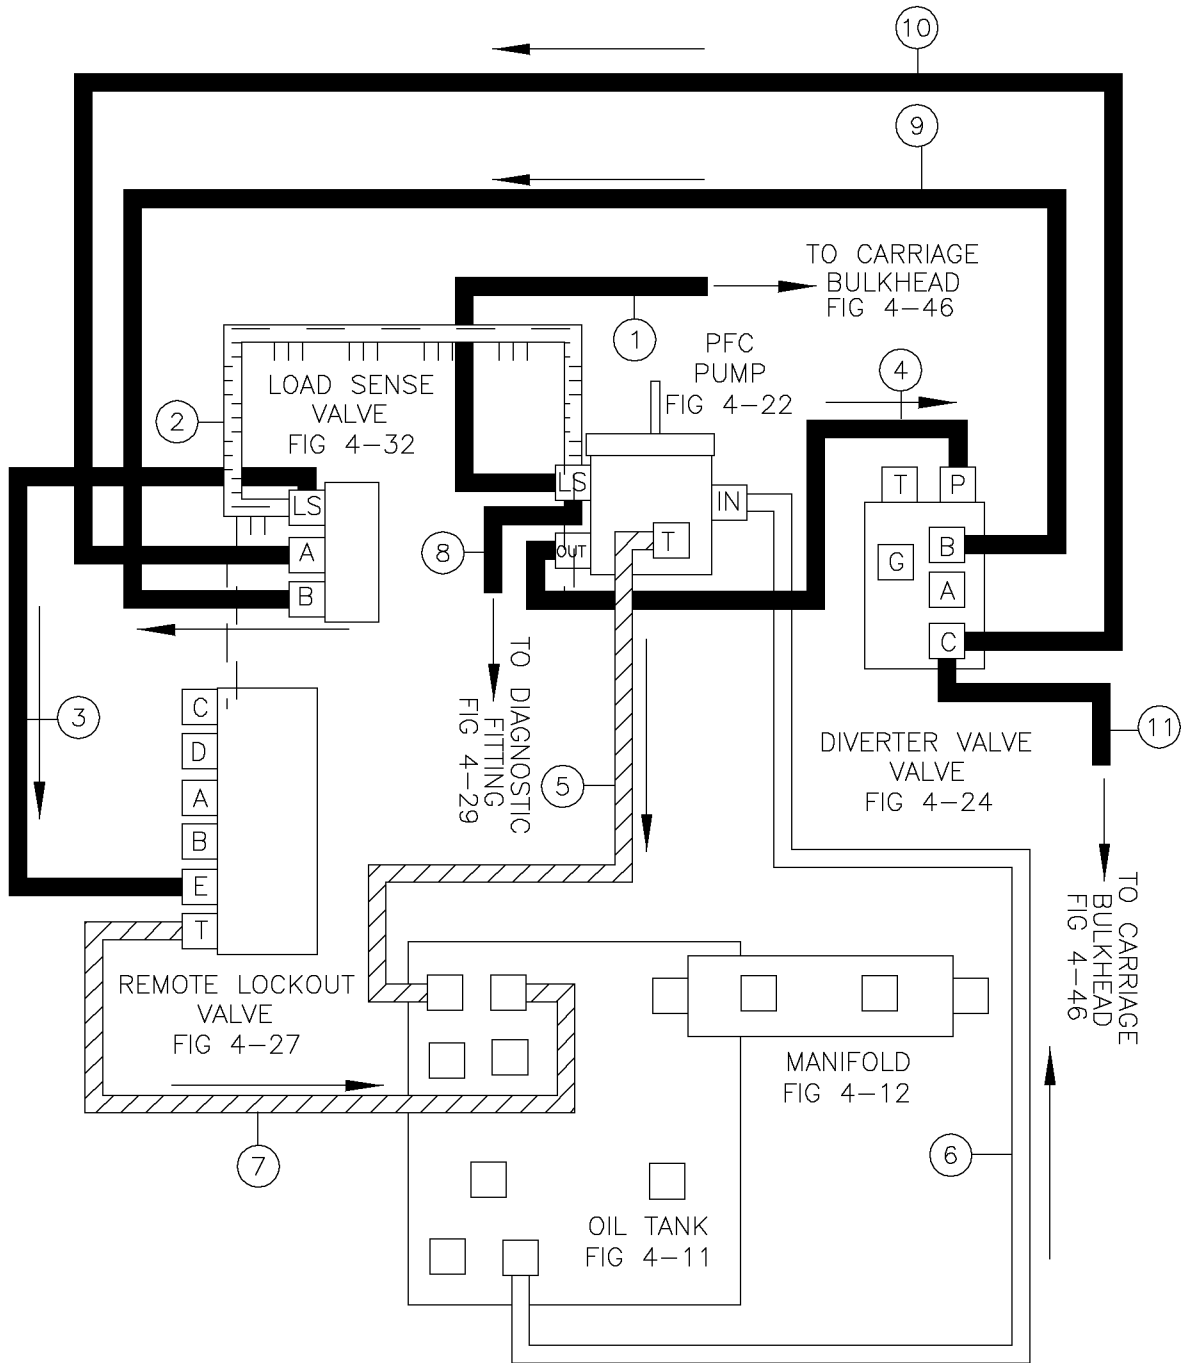 10
9
TO CARRIAGE
BULKHEAD
FIG 4-46
1
PFC
PUMP
FIG 4-22
4
LOAD SENSE
VALVE
FIG 4-32
2
LS
A
B
LS
OUT
IN
T
T
P
G
B
A
C
8
TO DIAGNOSTIC
FITTING
FIG 4-29
3
C
D
A
B
E
T
5
DIVERTER VALVE
VALVE
FIG 4-24
11
TO CARRIAGE
BULKHEAD
FIG 4-46
REMOTE LOCKOUT
VALVE
FIG 4-27
MANIFOLD
FIG 4-12
7
6
OIL TANK
FIG 4-11